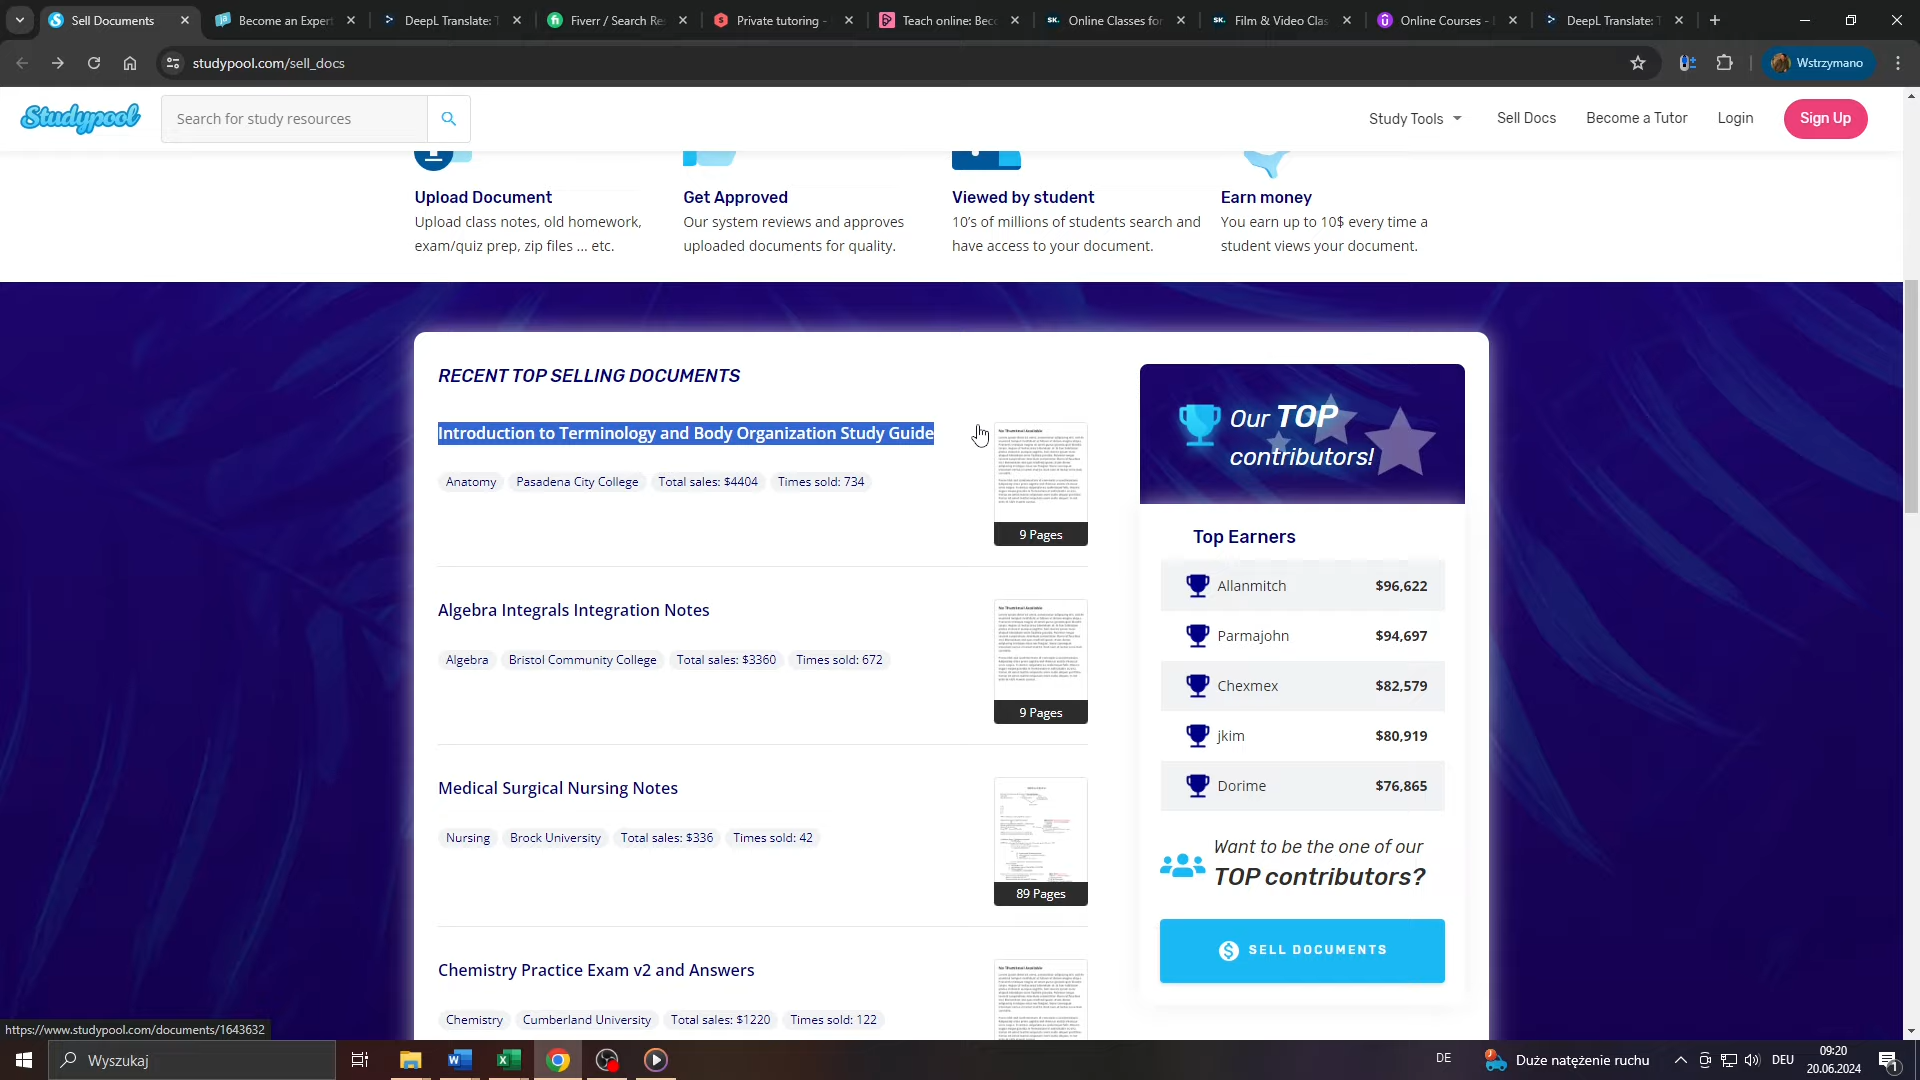 Sell Documents
Become an Expert
DeepL Translate: T
Fiverr / Search Re
Private tutoring -
Teach online: Bec
Online Classes for
Film & Video Clas
Online Courses - L
DeepL Translate: T
studypool.com/sell_docs
Wstrzymano
Studypool
Search for study resources
Study Tools
Sell Docs
Become a Tutor
Login
Sign Up
Upload Document
Upload class notes, old homework,
exam/quiz prep, zip files ... etc.
Get Approved
Our system reviews and approves
uploaded documents for quality.
Viewed by student
10's of millions of students search and
have access to your document.
Earn money
You earn up to 10$ every time a
student views your document.
RECENT TOP SELLING DOCUMENTS
Introduction to Terminology and Body Organization Study Guide
Anatomy
Pasadena City College
Total sales: $4404
Times sold: 734
No Thumbnail Available
9 Pages
Algebra Integrals Integration Notes
Algebra
Bristol Community College
Total sales: $3360
Times sold: 672
No Thumbnail Available
9 Pages
Medical Surgical Nursing Notes
Nursing
Brock University
Total sales: $336
Times sold: 42
89 Pages
Chemistry Practice Exam v2 and Answers
Chemistry
Cumberland University
Total sales: $1220
Times sold: 122
No Thumbnail Available
Our TOP
contributors!
Top Earners
Allanmitch $96,622
Parmajohn $94,697
Chexmex $82,579
jkim $80,919
Dorime $76,865
Want to be the one of our
TOP contributors?
SELL DOCUMENTS
https://www.studypool.com/documents/1643632
Wyszukaj
DE
Duże natężenie ruchu
DEU
09:20
20.06.2024
1